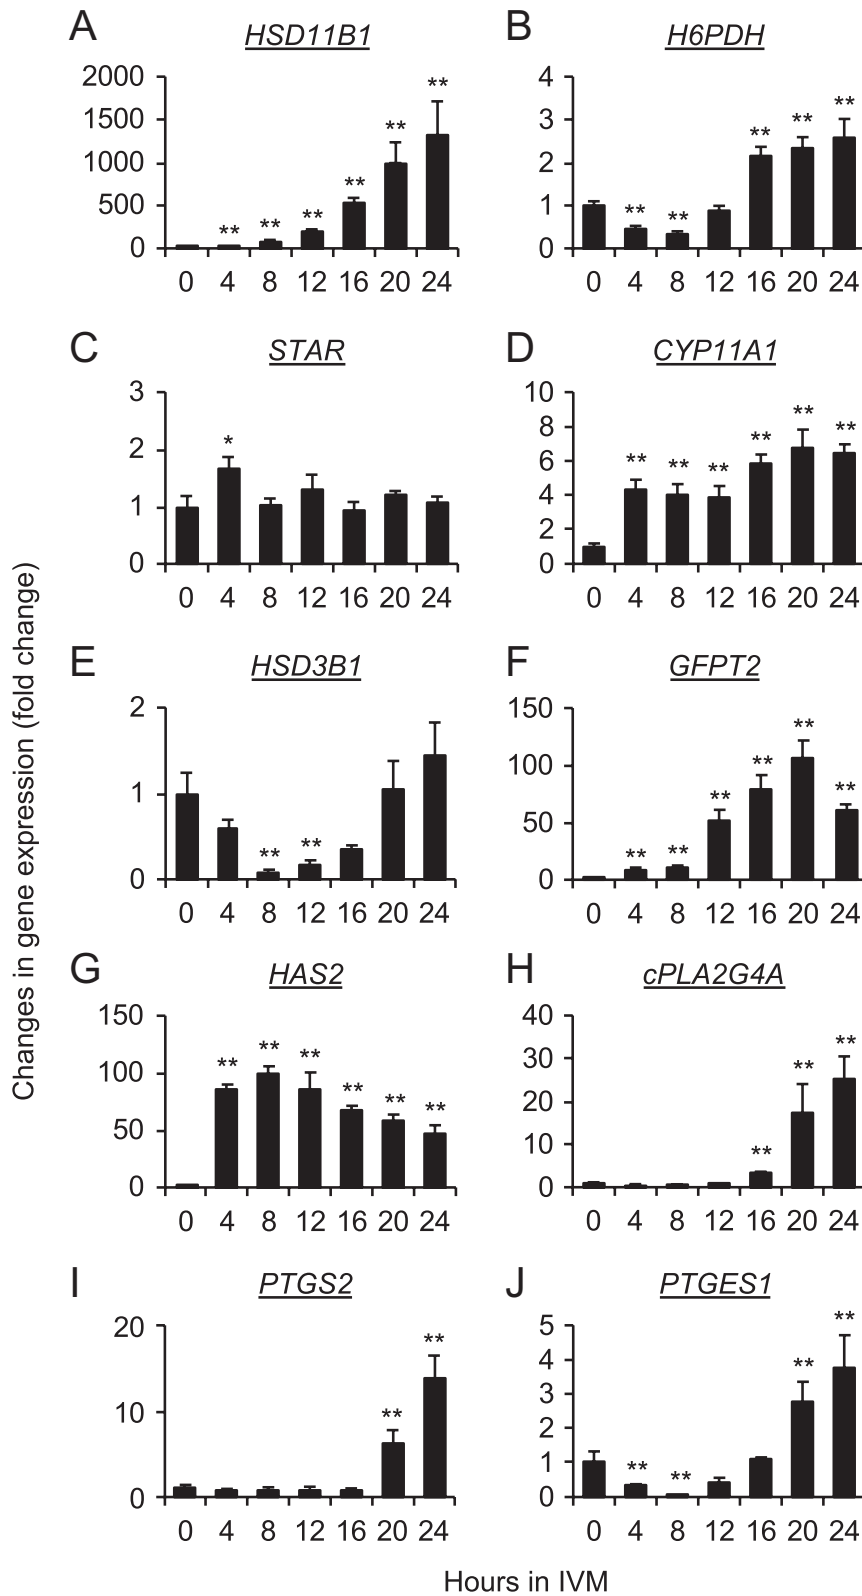 A HSD11B1
2000
1500
1000
500
0
** ** ** ** ** **
0 4 8 12 16 20 24
B H6PDH
4
3
2
1
0
** ** ** ** **
0 4 8 12 16 20 24
C STAR
3
2
1
0
*
0 4 8 12 16 20 24
D CYP11A1
10
8
6
4
2
0
** ** ** ** ** **
0 4 8 12 16 20 24
E HSD3B1
2
1
0
** **
0 4 8 12 16 20 24
F GFPT2
150
100
50
0
** ** ** ** ** **
0 4 8 12 16 20 24
G HAS2
150
100
50
0
** ** ** ** ** **
0 4 8 12 16 20 24
H cPLA2G4A
40
30
20
10
0
** ** **
0 4 8 12 16 20 24
I PTGS2
20
10
0
** **
0 4 8 12 16 20 24
J PTGES1
5
4
3
2
1
0
** ** ** **
0 4 8 12 16 20 24
Changes in gene expression (fold change)
Hours in IVM